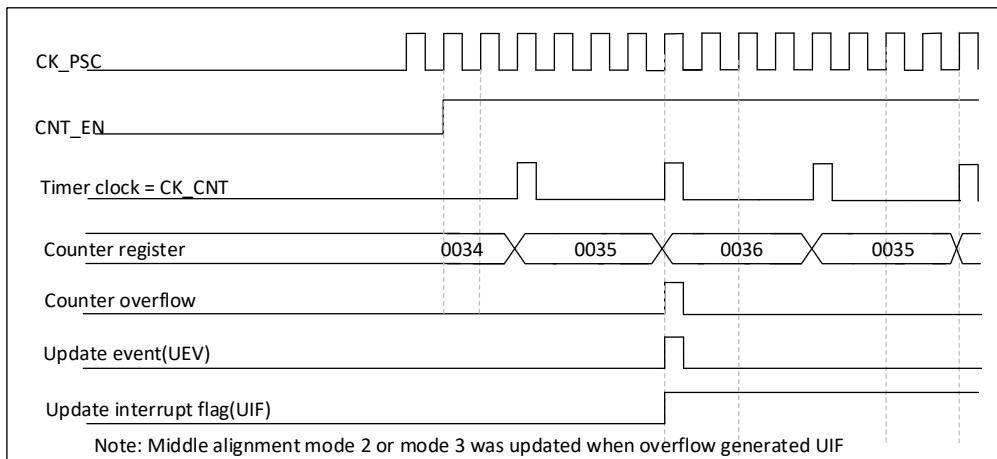 CK_PSC
CNT_EN
Timer clock = CK_CNT
Counter register 0034 0035 0036 0035
Counter overflow
Update event(UEV)
Update interrupt flag(UIF)
Note: Middle alignment mode 2 or mode 3 was updated when overflow generated UIF